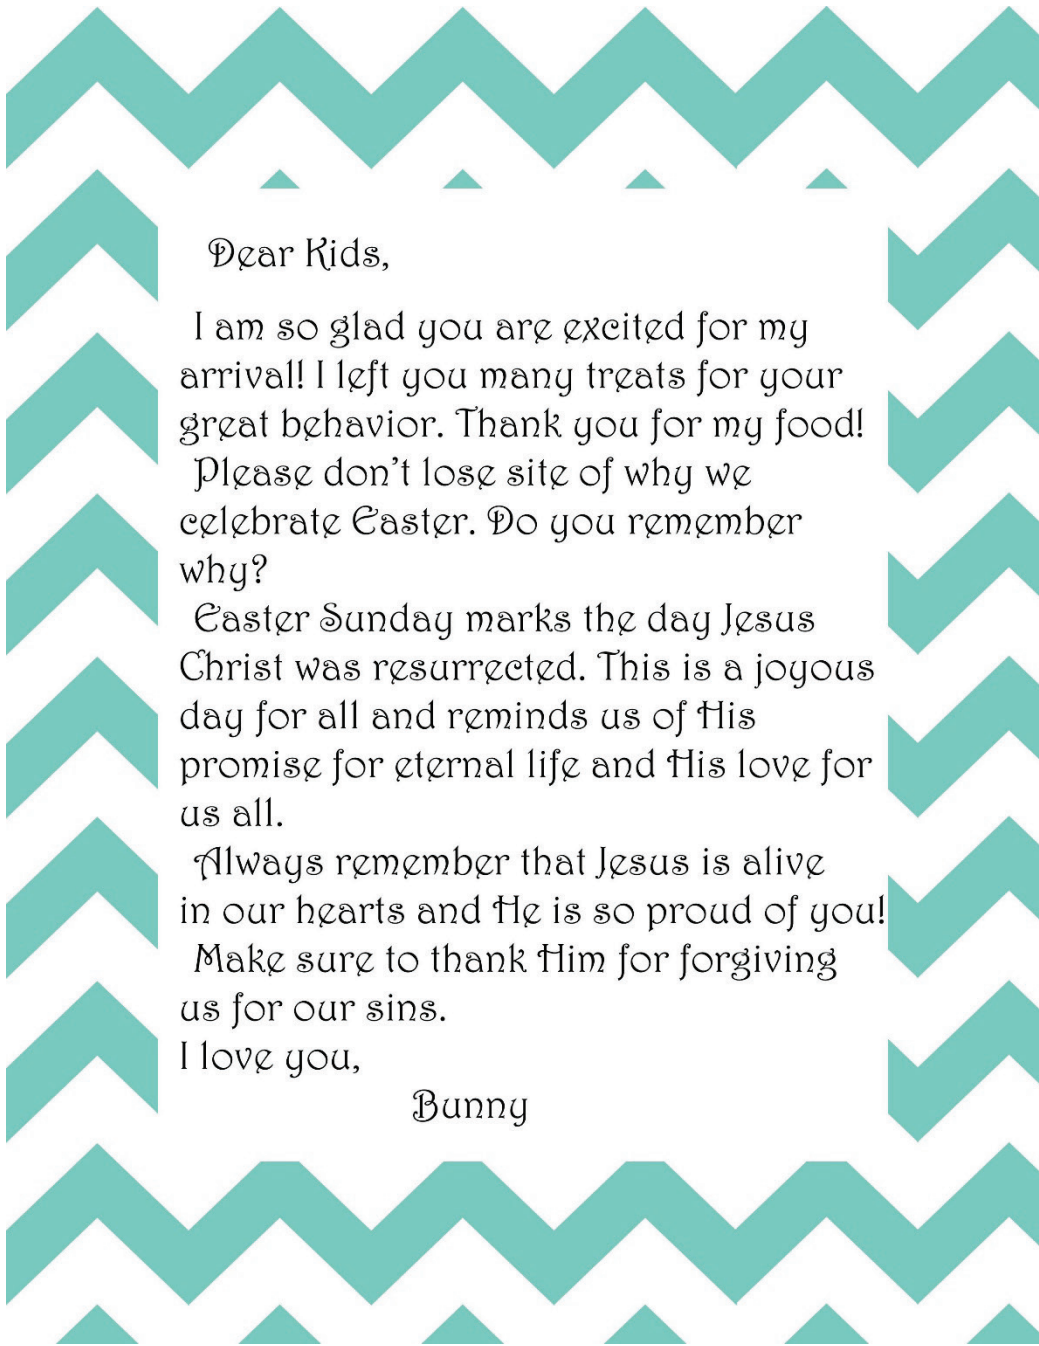 Dear Kids,
I am so glad you are excited for my
arrival! I left you many treats for your
great behavior. Thank you for my food!
Please don't lose site of why we
celebrate Easter. Do you remember
why?
Easter Sunday marks the day Jesus
Christ was resurrected. This is a joyous
day for all and reminds us of His
promise for eternal life and His love for
us all.
Always remember that Jesus is alive
in our hearts and He is so proud of you!
Make sure to thank Him for forgiving
us for our sins.
I love you,
Bunny